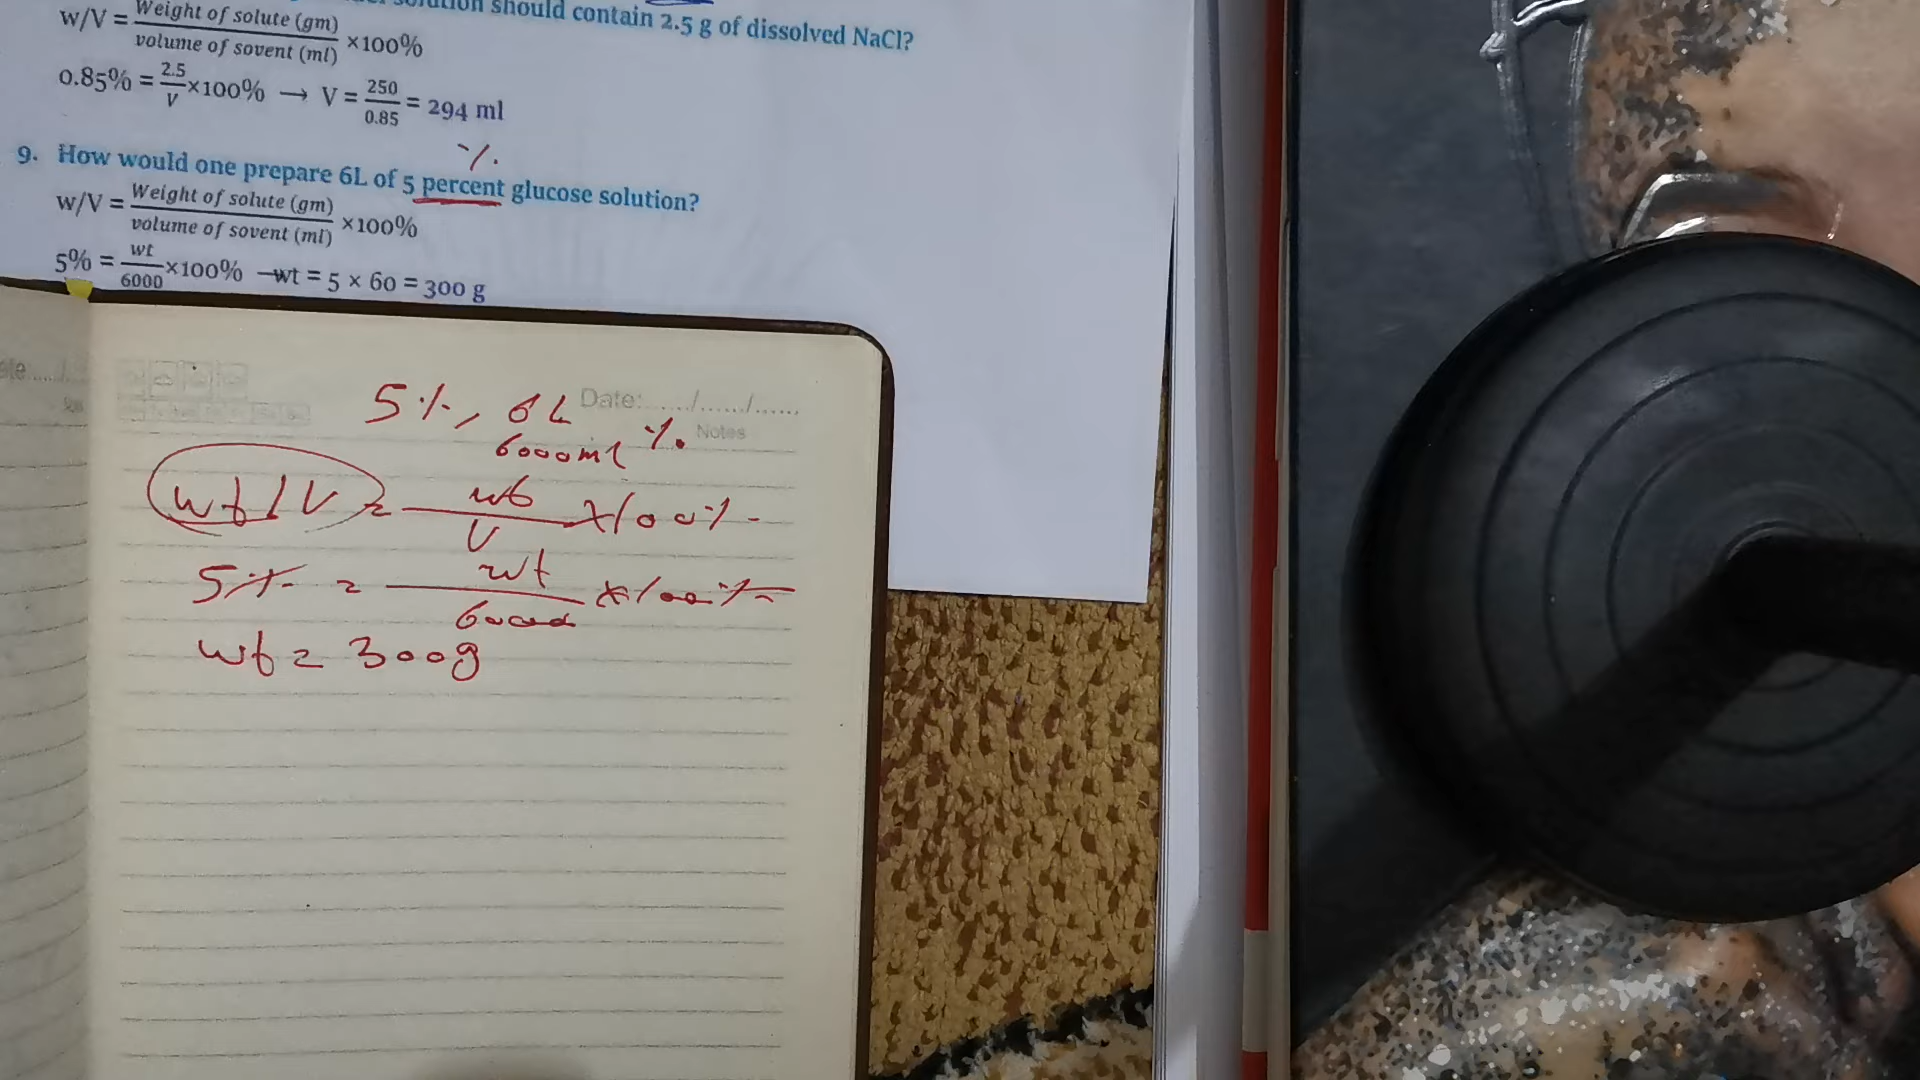 solution should contain 2.5 g of dissolved NaCl?
w/V = Weight of solute (gm) / volume of sovent (ml) ×100%
0.85% = 2.5/V ×100% → V = 250/0.85 = 294 ml
%
9. How would one prepare 6L of 5 percent glucose solution?
w/V = Weight of solute (gm) / volume of sovent (ml) ×100%
5% = wt/6000 ×100% –wt = 5 × 60 = 300 g
Date: ...../....../......
5%, 6L
Notes
6000ml %.
wt/V = wt/V ×100%
5% = wt/6000 ×100%
wt = 300g